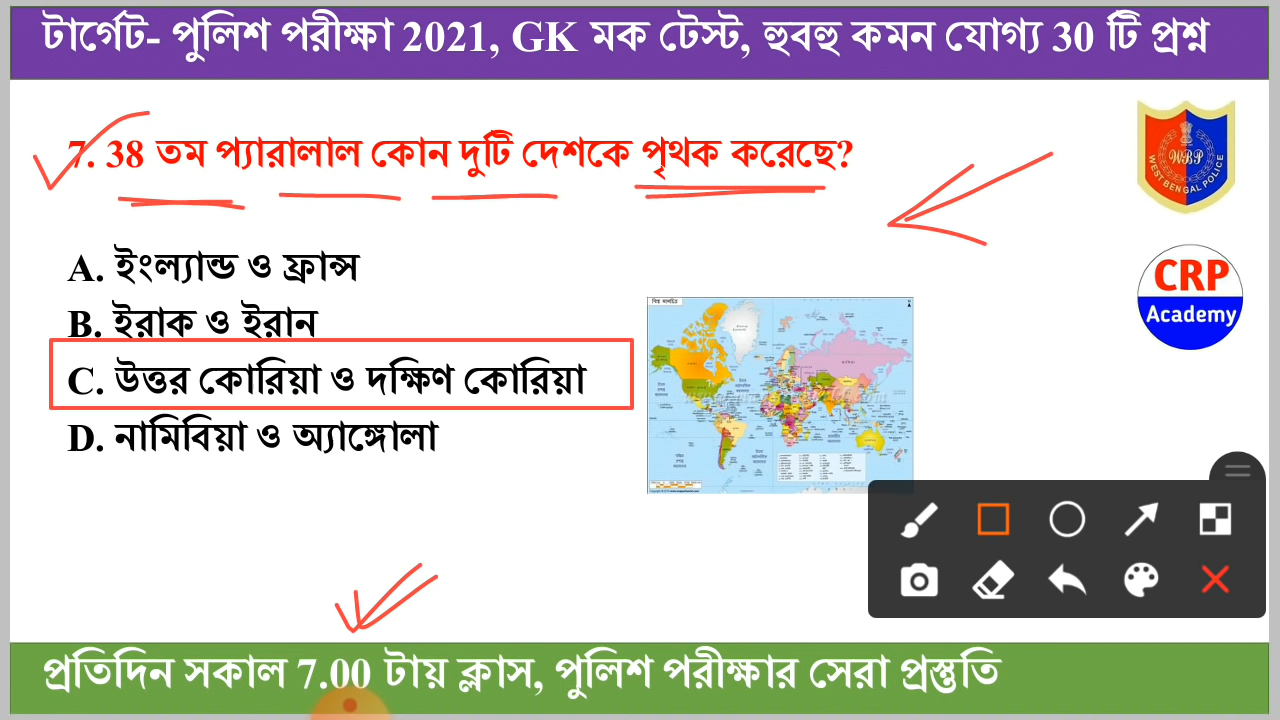 টার্গেট- পুলিশ পরীক্ষা 2021, GK মক টেস্ট, হুবহু কমন যোগ্য 30 টি প্রশ্ন
7. 38 তম প্যারালাল কোন দুটি দেশকে পৃথক করেছে?
WBP
WEST BENGAL POLICE
A. ইংল্যান্ড ও ফ্রান্স
B. ইরাক ও ইরান
C. উত্তর কোরিয়া ও দক্ষিণ কোরিয়া
D. নামিবিয়া ও অ্যাঙ্গোলা
CRP
Academy
প্রতিদিন সকাল 7.00 টায় ক্লাস, পুলিশ পরীক্ষার সেরা প্রস্তুতি